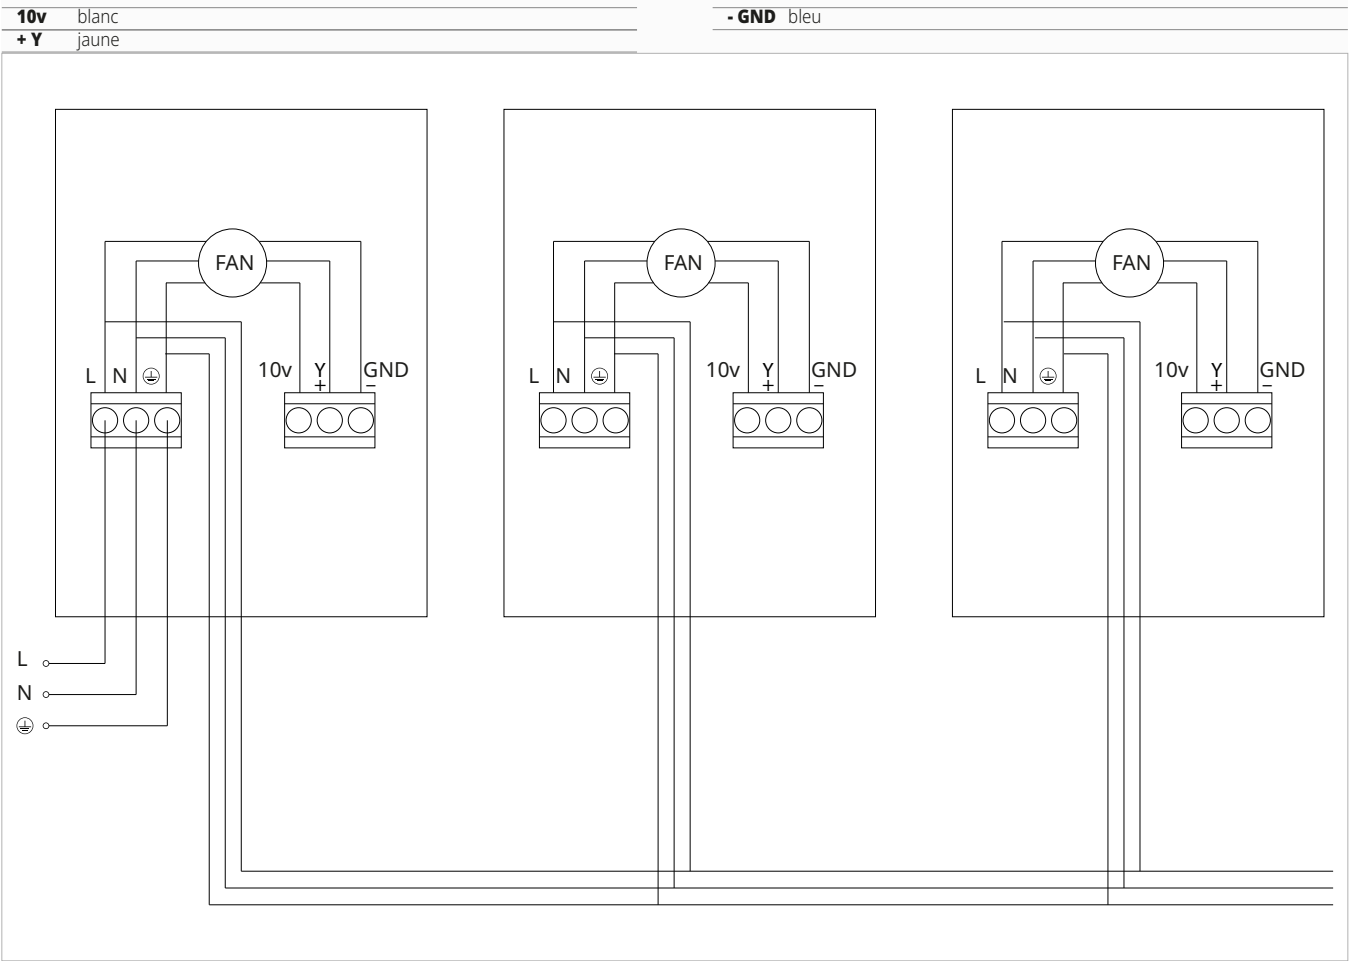 10v blanc
- GND bleu
+ Y jaune
FAN
FAN
FAN
L N 10v Y GND
+ –
L N 10v Y GND
+ –
L N 10v Y GND
+ –
L
N